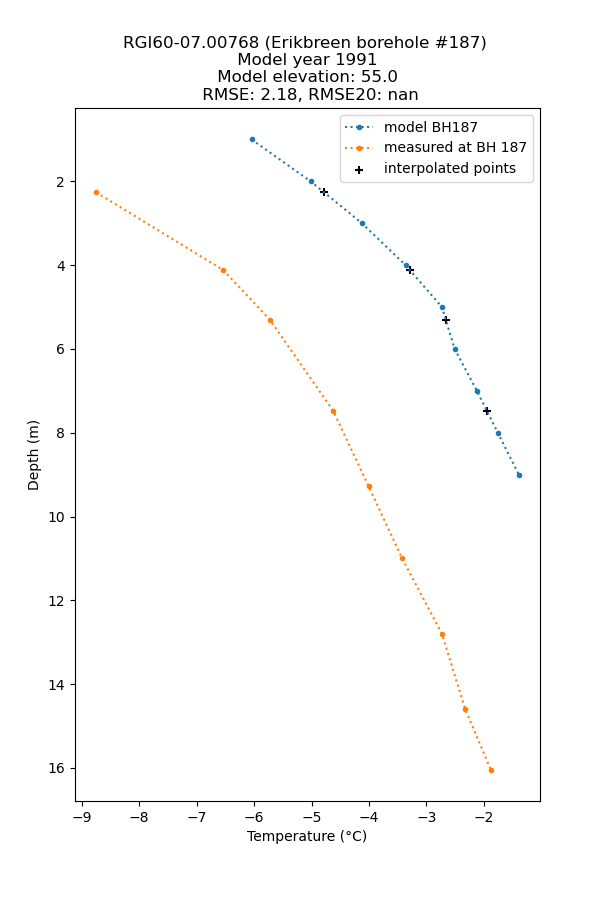 RGI60-07.00768 (Erikbreen borehole #187)
Model year 1991
Model elevation: 55.0
RMSE: 2.18, RMSE20: nan
model BH187
measured at BH 187
interpolated points
2
4
6
8
10
12
14
16
Depth (m)
−9 −8 −7 −6 −5 −4 −3 −2
Temperature (°C)